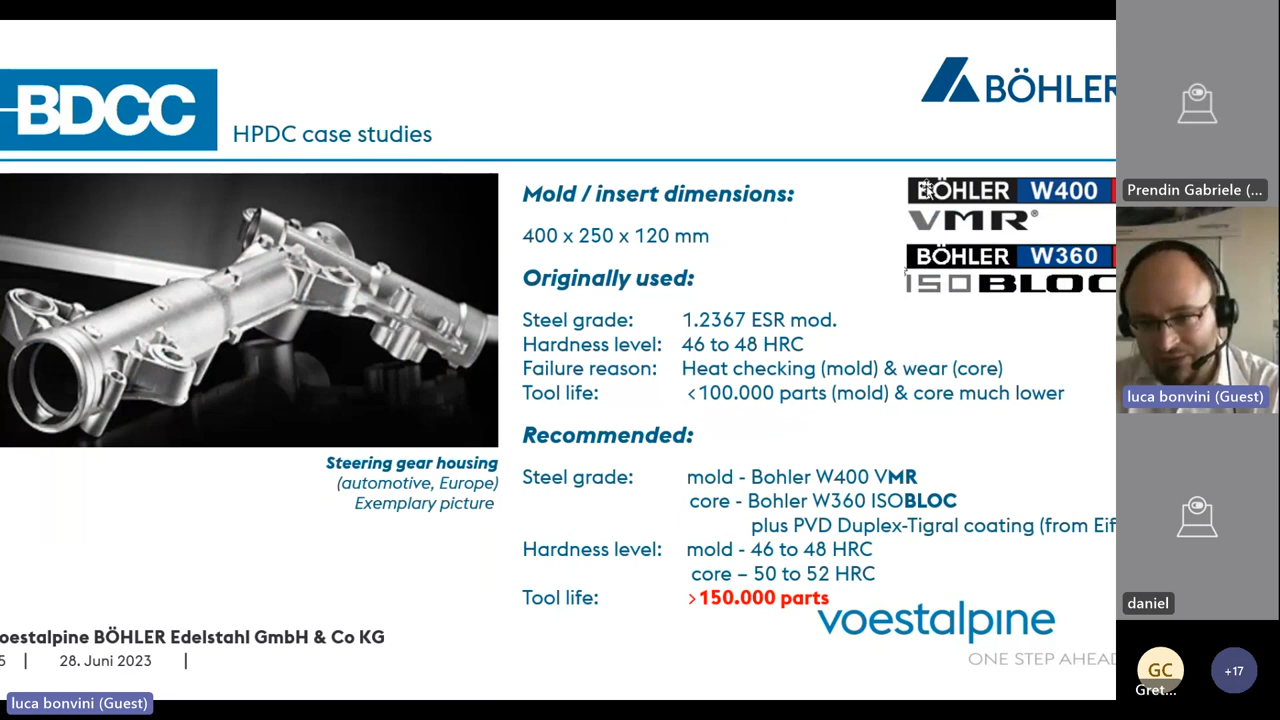 BDCC
HPDC case studies
BÖHLER
Mold / insert dimensions:
400 x 250 x 120 mm
BÖHLER W400
VMR®
BÖHLER W360
ISOBLOC
Originally used:
Steel grade: 1.2367 ESR mod.
Hardness level: 46 to 48 HRC
Failure reason: Heat checking (mold) & wear (core)
Tool life: <100.000 parts (mold) & core much lower
Recommended:
Steel grade: mold - Bohler W400 VMR
core - Bohler W360 ISOBLOC
plus PVD Duplex-Tigral coating (from Eif
Hardness level: mold - 46 to 48 HRC
core – 50 to 52 HRC
Tool life: >150.000 parts
Steering gear housing
(automotive, Europe)
Exemplary picture
voestalpine
ONE STEP AHEAD
oestalpine BÖHLER Edelstahl GmbH & Co KG
5 | 28. Juni 2023 |
luca bonvini (Guest)
Prendin Gabriele (...
luca bonvini (Guest)
daniel
GC
Gret...
+17